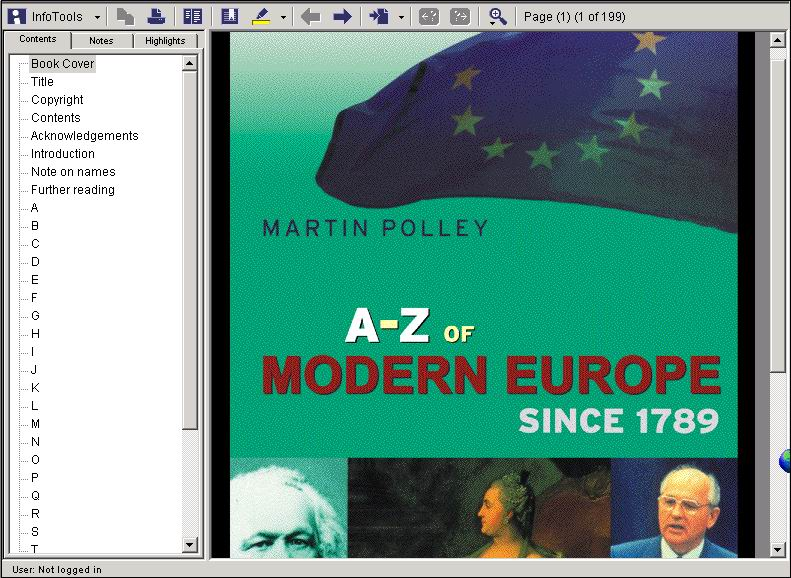 InfoTools
Page (1) (1 of 199)
Contents
Notes
Highlights
Book Cover
Title
Copyright
Contents
Acknowledgements
Introduction
Note on names
Further reading
A
B
C
D
E
F
G
H
I
J
K
L
M
N
O
P
Q
R
S
T
MARTIN POLLEY
A-Z OF
MODERN EUROPE
SINCE 1789
User: Not logged in